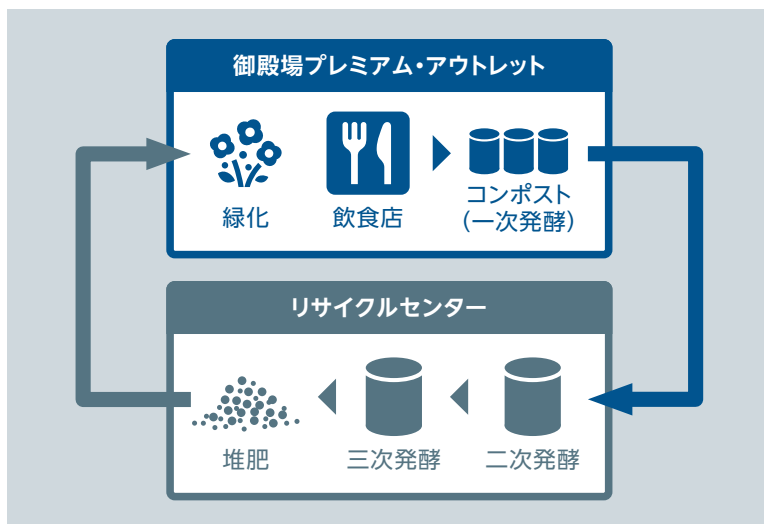 御殿場プレミアム・アウトレット
緑化
飲食店
コンポスト
(一次発酵)
リサイクルセンター
堆肥
三次発酵
二次発酵